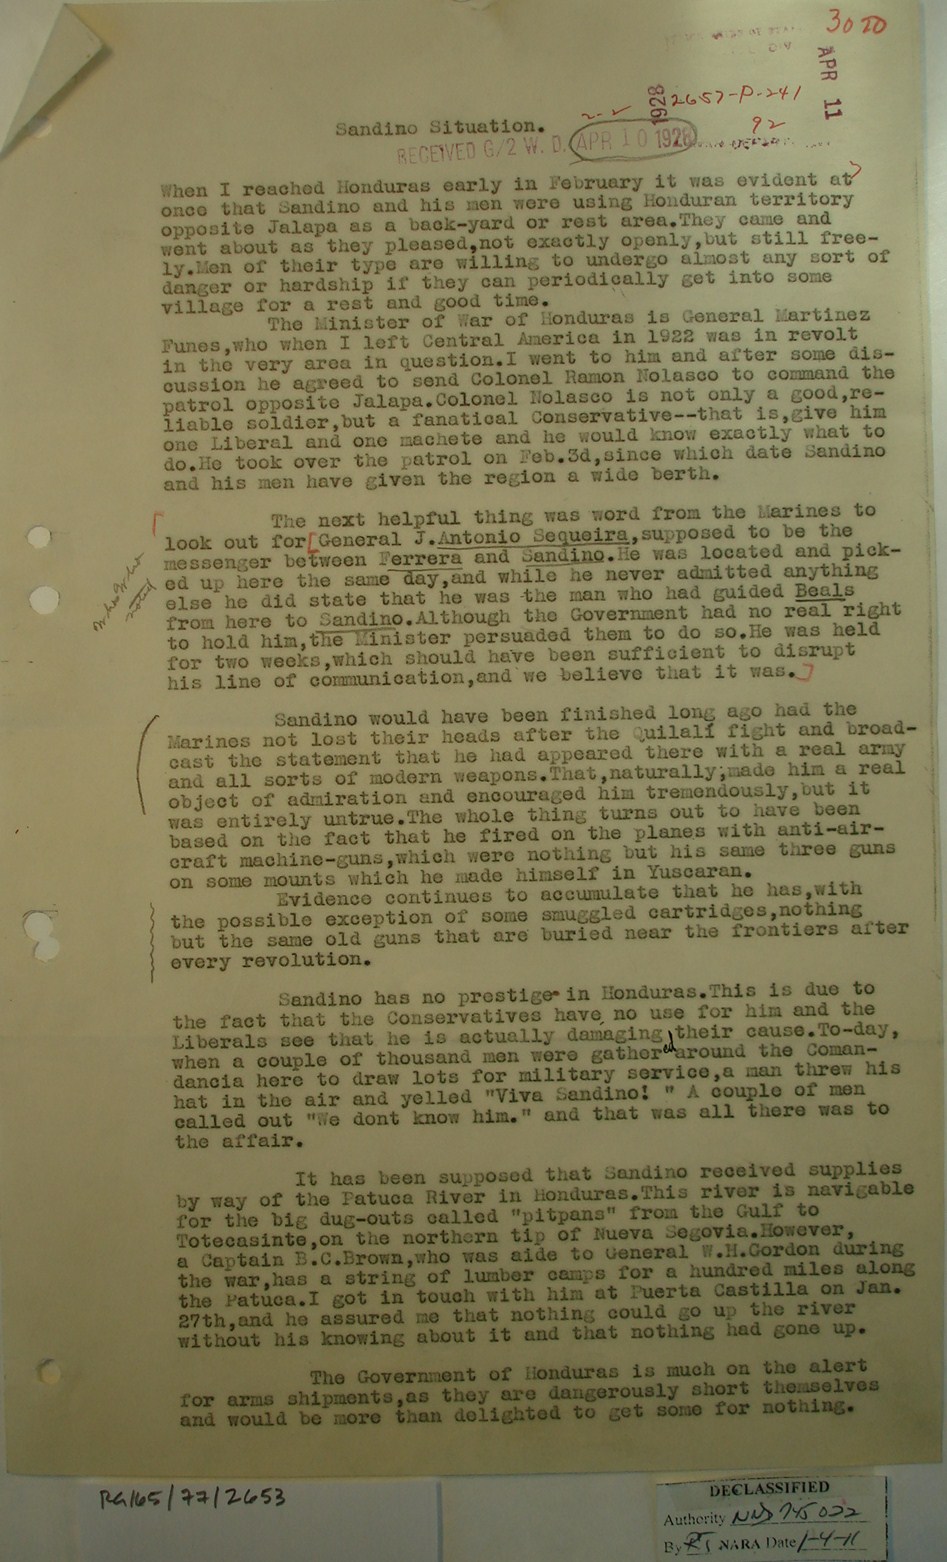 3020
APR 11
1928
2657-P-241
92
Sandino Situation.
RECEIVED G/2 W. D. APR 10 1928
When I reached Honduras early in February it was evident at
once that Sandino and his men were using Honduran territory
opposite Jalapa as a back-yard or rest area.They came and
went about as they pleased,not exactly openly,but still free-
ly.Men of their type are willing to undergo almost any sort of
danger or hardship if they can periodically get into some
village for a rest and good time.
The Minister of War of Honduras is General Martinez
Funes,who when I left Central America in 1922 was in revolt
in the very area in question.I went to him and after some dis-
cussion he agreed to send Colonel Ramon Nolasco to command the
patrol opposite Jalapa.Colonel Nolasco is not only a good,re-
liable soldier,but a fanatical Conservative--that is,give him
one Liberal and one machete and he would know exactly what to
do.He took over the patrol on Feb.3d,since which date Sandino
and his men have given the region a wide berth.
The next helpful thing was word from the Marines to
look out for[General J.Antonio Sequeira,supposed to be the
messenger between Ferrera and Sandino.He was located and pick-
ed up here the same day,and while he never admitted anything
else he did state that he was the man who had guided Beals
from here to Sandino.Although the Government had no real right
to hold him,the Minister persuaded them to do so.He was held
for two weeks,which should have been sufficient to disrupt
his line of communication,and we believe that it was.]
noted
Sandino would have been finished long ago had the
Marines not lost their heads after the Quilali fight and broad-
cast the statement that he had appeared there with a real army
and all sorts of modern weapons.That,naturally,made him a real
object of admiration and encouraged him tremendously,but it
was entirely untrue.The whole thing turns out to have been
based on the fact that he fired on the planes with anti-air-
craft machine-guns,which were nothing but his same three guns
on some mounts which he made himself in Yuscaran.
Evidence continues to accumulate that he has,with
the possible exception of some smuggled cartridges,nothing
but the same old guns that are buried near the frontiers after
every revolution.
Sandino has no prestige in Honduras.This is due to
the fact that the Conservatives have no use for him and the
Liberals see that he is actually damaging their cause.To-day,
when a couple of thousand men were gathered around the Coman-
dancia here to draw lots for military service,a man threw his
hat in the air and yelled "Viva Sandino! " A couple of men
called out "We dont know him." and that was all there was to
the affair.
It has been supposed that Sandino received supplies
by way of the Patuca River in Honduras.This river is navigable
for the big dug-outs called "pitpans" from the Gulf to
Totecasinte,on the northern tip of Nueva Segovia.However,
a Captain B.C.Brown,who was aide to General W.H.Gordon during
the war,has a string of lumber camps for a hundred miles along
the Patuca.I got in touch with him at Puerta Castilla on Jan.
27th,and he assured me that nothing could go up the river
without his knowing about it and that nothing had gone up.
The Government of Honduras is much on the alert
for arms shipments,as they are dangerously short themselves
and would be more than delighted to get some for nothing.
RG165/77/2653
DECLASSIFIED
Authority NND 745022
By RT NARA Date 1-4-11